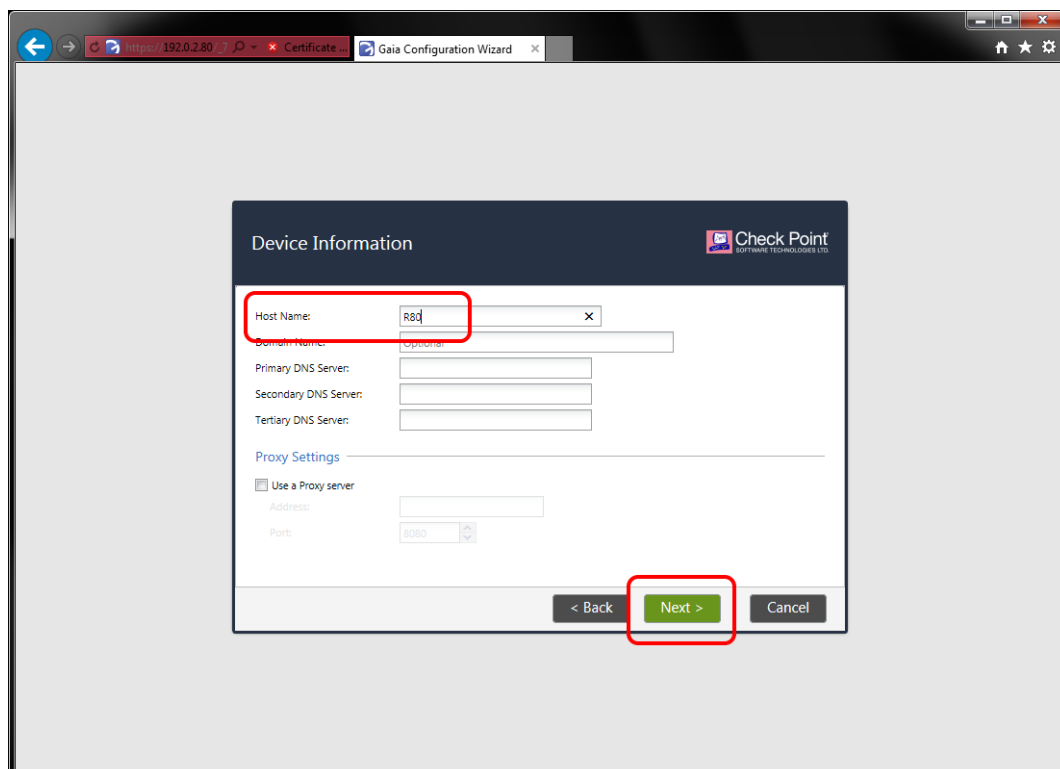 https://192.0.2.80/_7 Certificate ... Gaia Configuration Wizard
Device Information
Check Point
SOFTWARE TECHNOLOGIES LTD.
Host Name: R80
Domain Name: Optional
Primary DNS Server:
Secondary DNS Server:
Tertiary DNS Server:
Proxy Settings
Use a Proxy server
Address:
Port: 8080
< Back Next > Cancel